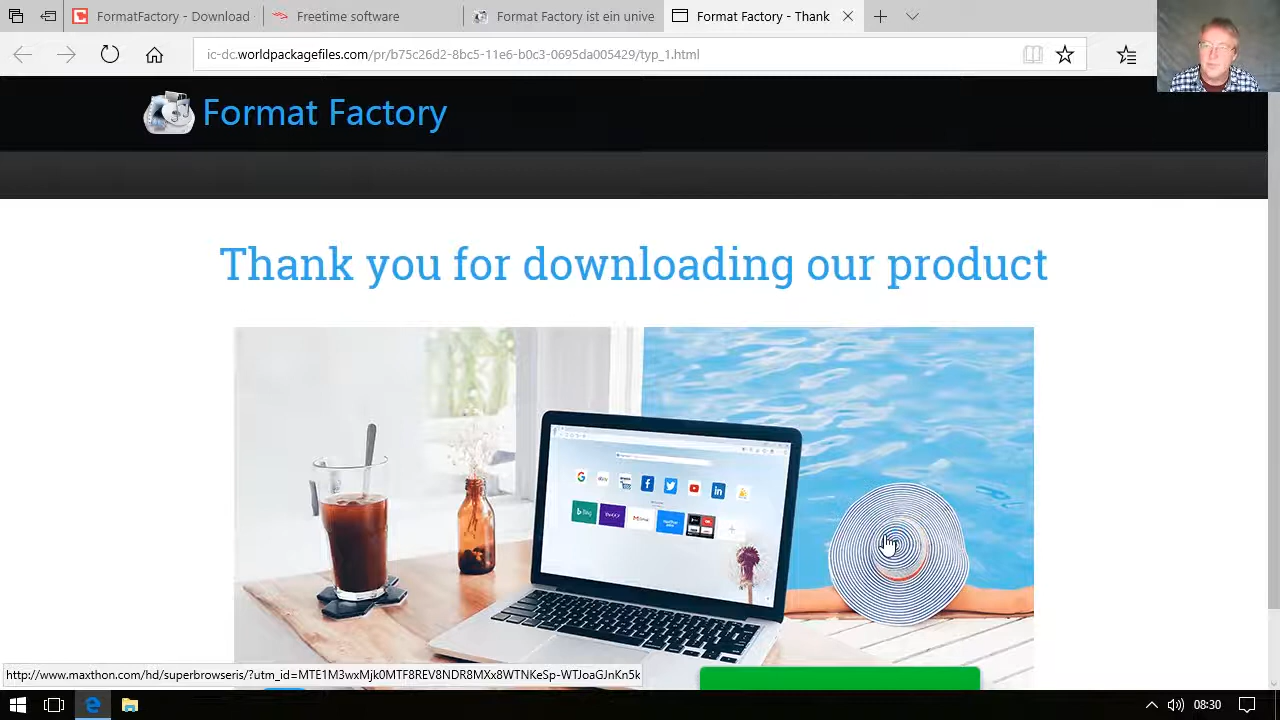 FormatFactory - Download
Freetime software
Format Factory ist ein unive
Format Factory - Thank
ic-dc.worldpackagefiles.com/pr/b75c26d2-8bc5-11e6-b0c3-0695da005429/typ_1.html
Format Factory
Thank you for downloading our product
http://www.maxthon.com/hd/superbrowseris/?utm_id=MTE1M3wxMjk0MTF8REV8NDR8MXx8WTNKeSp-WTJoaGJnKn5k
08:30